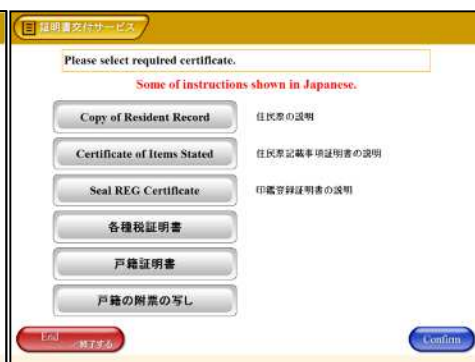 証明書交付サービス
Please select required certificate.
Some of instructions shown in Japanese.
Copy of Resident Record 住民票の説明
Certificate of Items Stated 住民票記載事項証明書の説明
Seal REG Certificate 印鑑登録証明書の説明
各種税証明書
戸籍証明書
戸籍の附票の写し
End /終了する Confirm